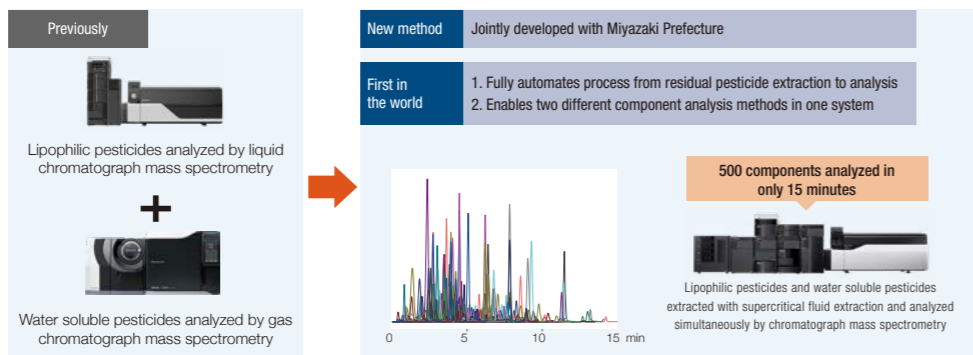 Previously
Lipophilic pesticides analyzed by liquid
chromatograph mass spectrometry
+
Water soluble pesticides analyzed by gas
chromatograph mass spectrometry
New method
Jointly developed with Miyazaki Prefecture
First in
the world
1. Fully automates process from residual pesticide extraction to analysis
2. Enables two different component analysis methods in one system
0 5 10 15 min
500 components analyzed in
only 15 minutes
Lipophilic pesticides and water soluble pesticides
extracted with supercritical fluid extraction and analyzed
simultaneously by chromatograph mass spectrometry